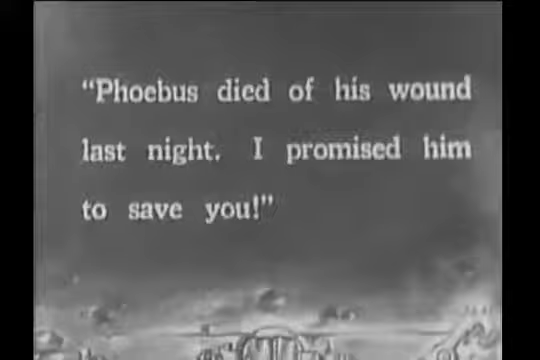 “Phoebus died of his wound
last night. I promised him
to save you!”